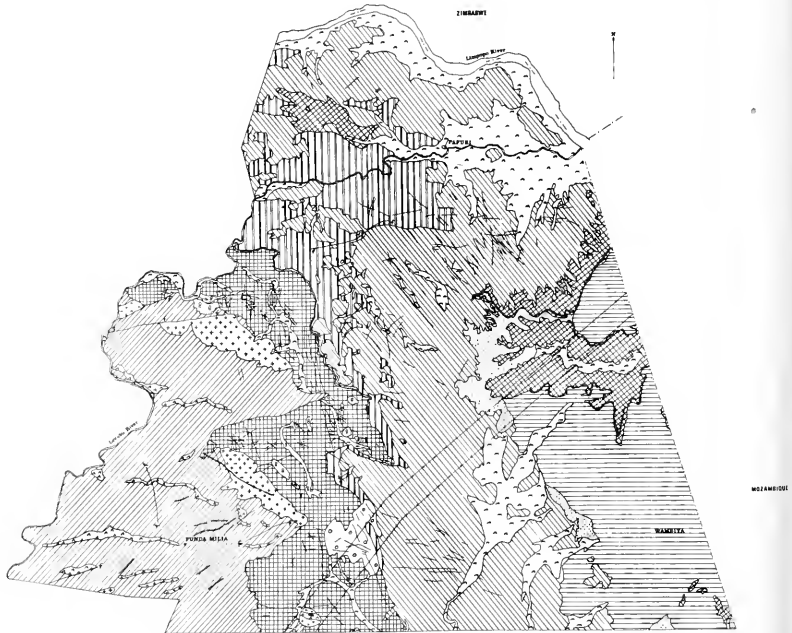 ZIMBABWE
Limpopo River
N
PAFURI
MOZAMBIQUE
WAMBIYA
PUNDA MILIA